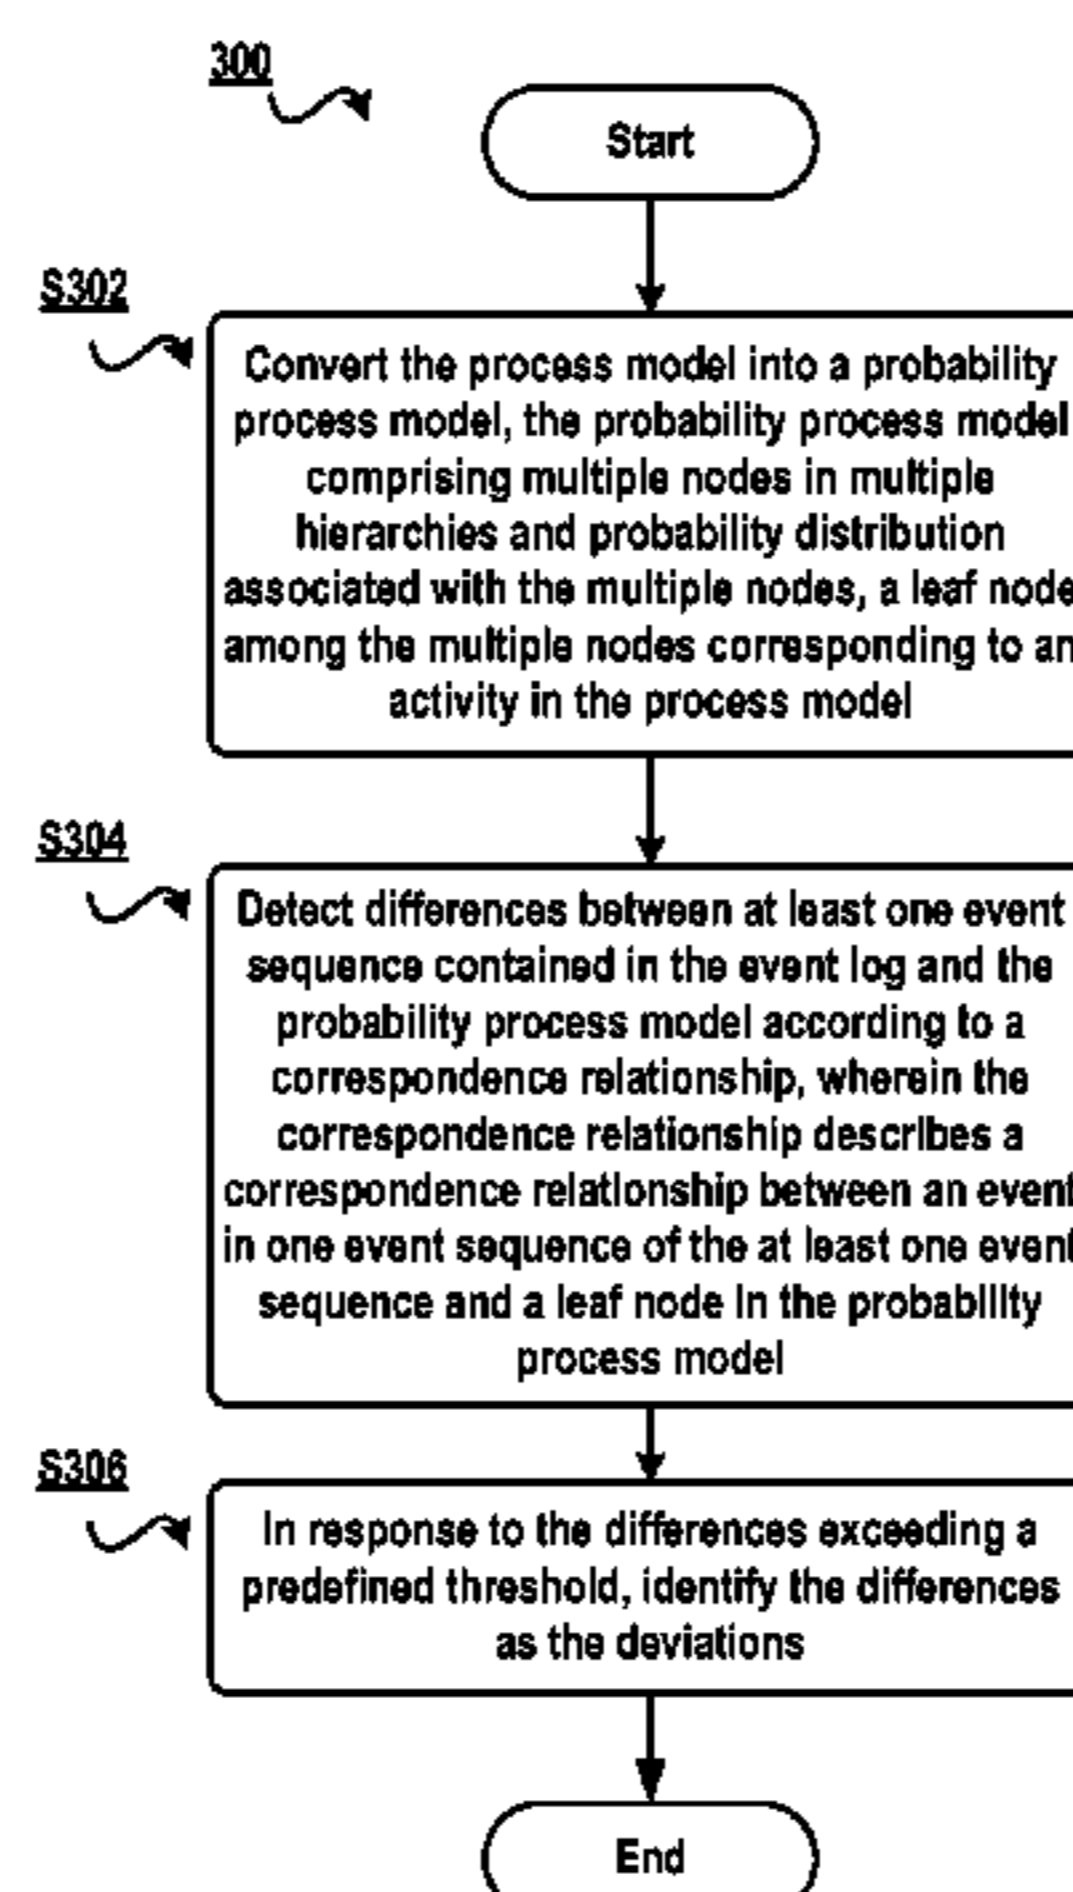 300
Start
S302
Convert the process model into a probability
process model, the probability process model
comprising multiple nodes in multiple
hierarchies and probability distribution
associated with the multiple nodes, a leaf node
among the multiple nodes corresponding to an
activity in the process model
S304
Detect differences between at least one event
sequence contained in the event log and the
probability process model according to a
correspondence relationship, wherein the
correspondence relationship describes a
correspondence relationship between an event
in one event sequence of the at least one event
sequence and a leaf node in the probability
process model
S306
In response to the differences exceeding a
predefined threshold, identify the differences
as the deviations
End